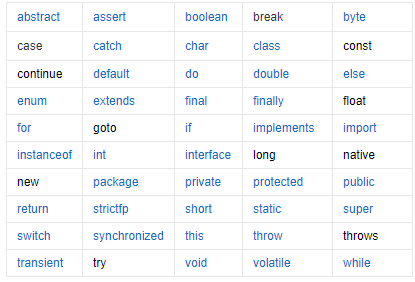 abstract assert boolean break byte
case catch char class const
continue default do double else
enum extends final finally float
for goto if implements import
instanceof int interface long native
new package private protected public
return strictfp short static super
switch synchronized this throw throws
transient try void volatile while